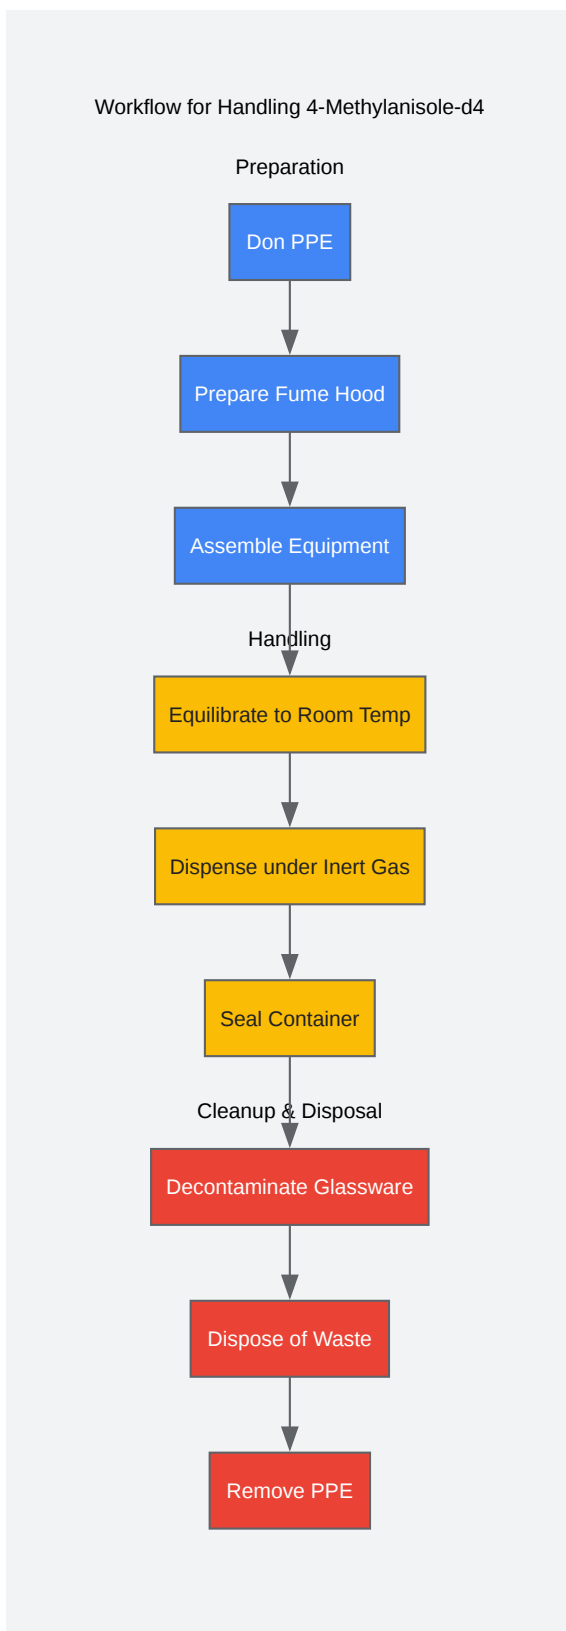 Workflow for Handling 4-Methylanisole-d4
Preparation
Don PPE
Prepare Fume Hood
Assemble Equipment
Handling
Equilibrate to Room Temp
Dispense under Inert Gas
Seal Container
Cleanup & Disposal
Decontaminate Glassware
Dispose of Waste
Remove PPE